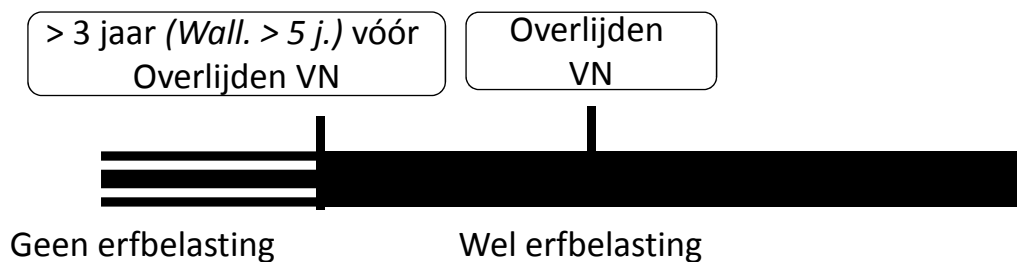 > 3 jaar (Wall. > 5 j.) vóór
Overlijden VN
Overlijden
VN
Geen erfbelasting
Wel erfbelasting